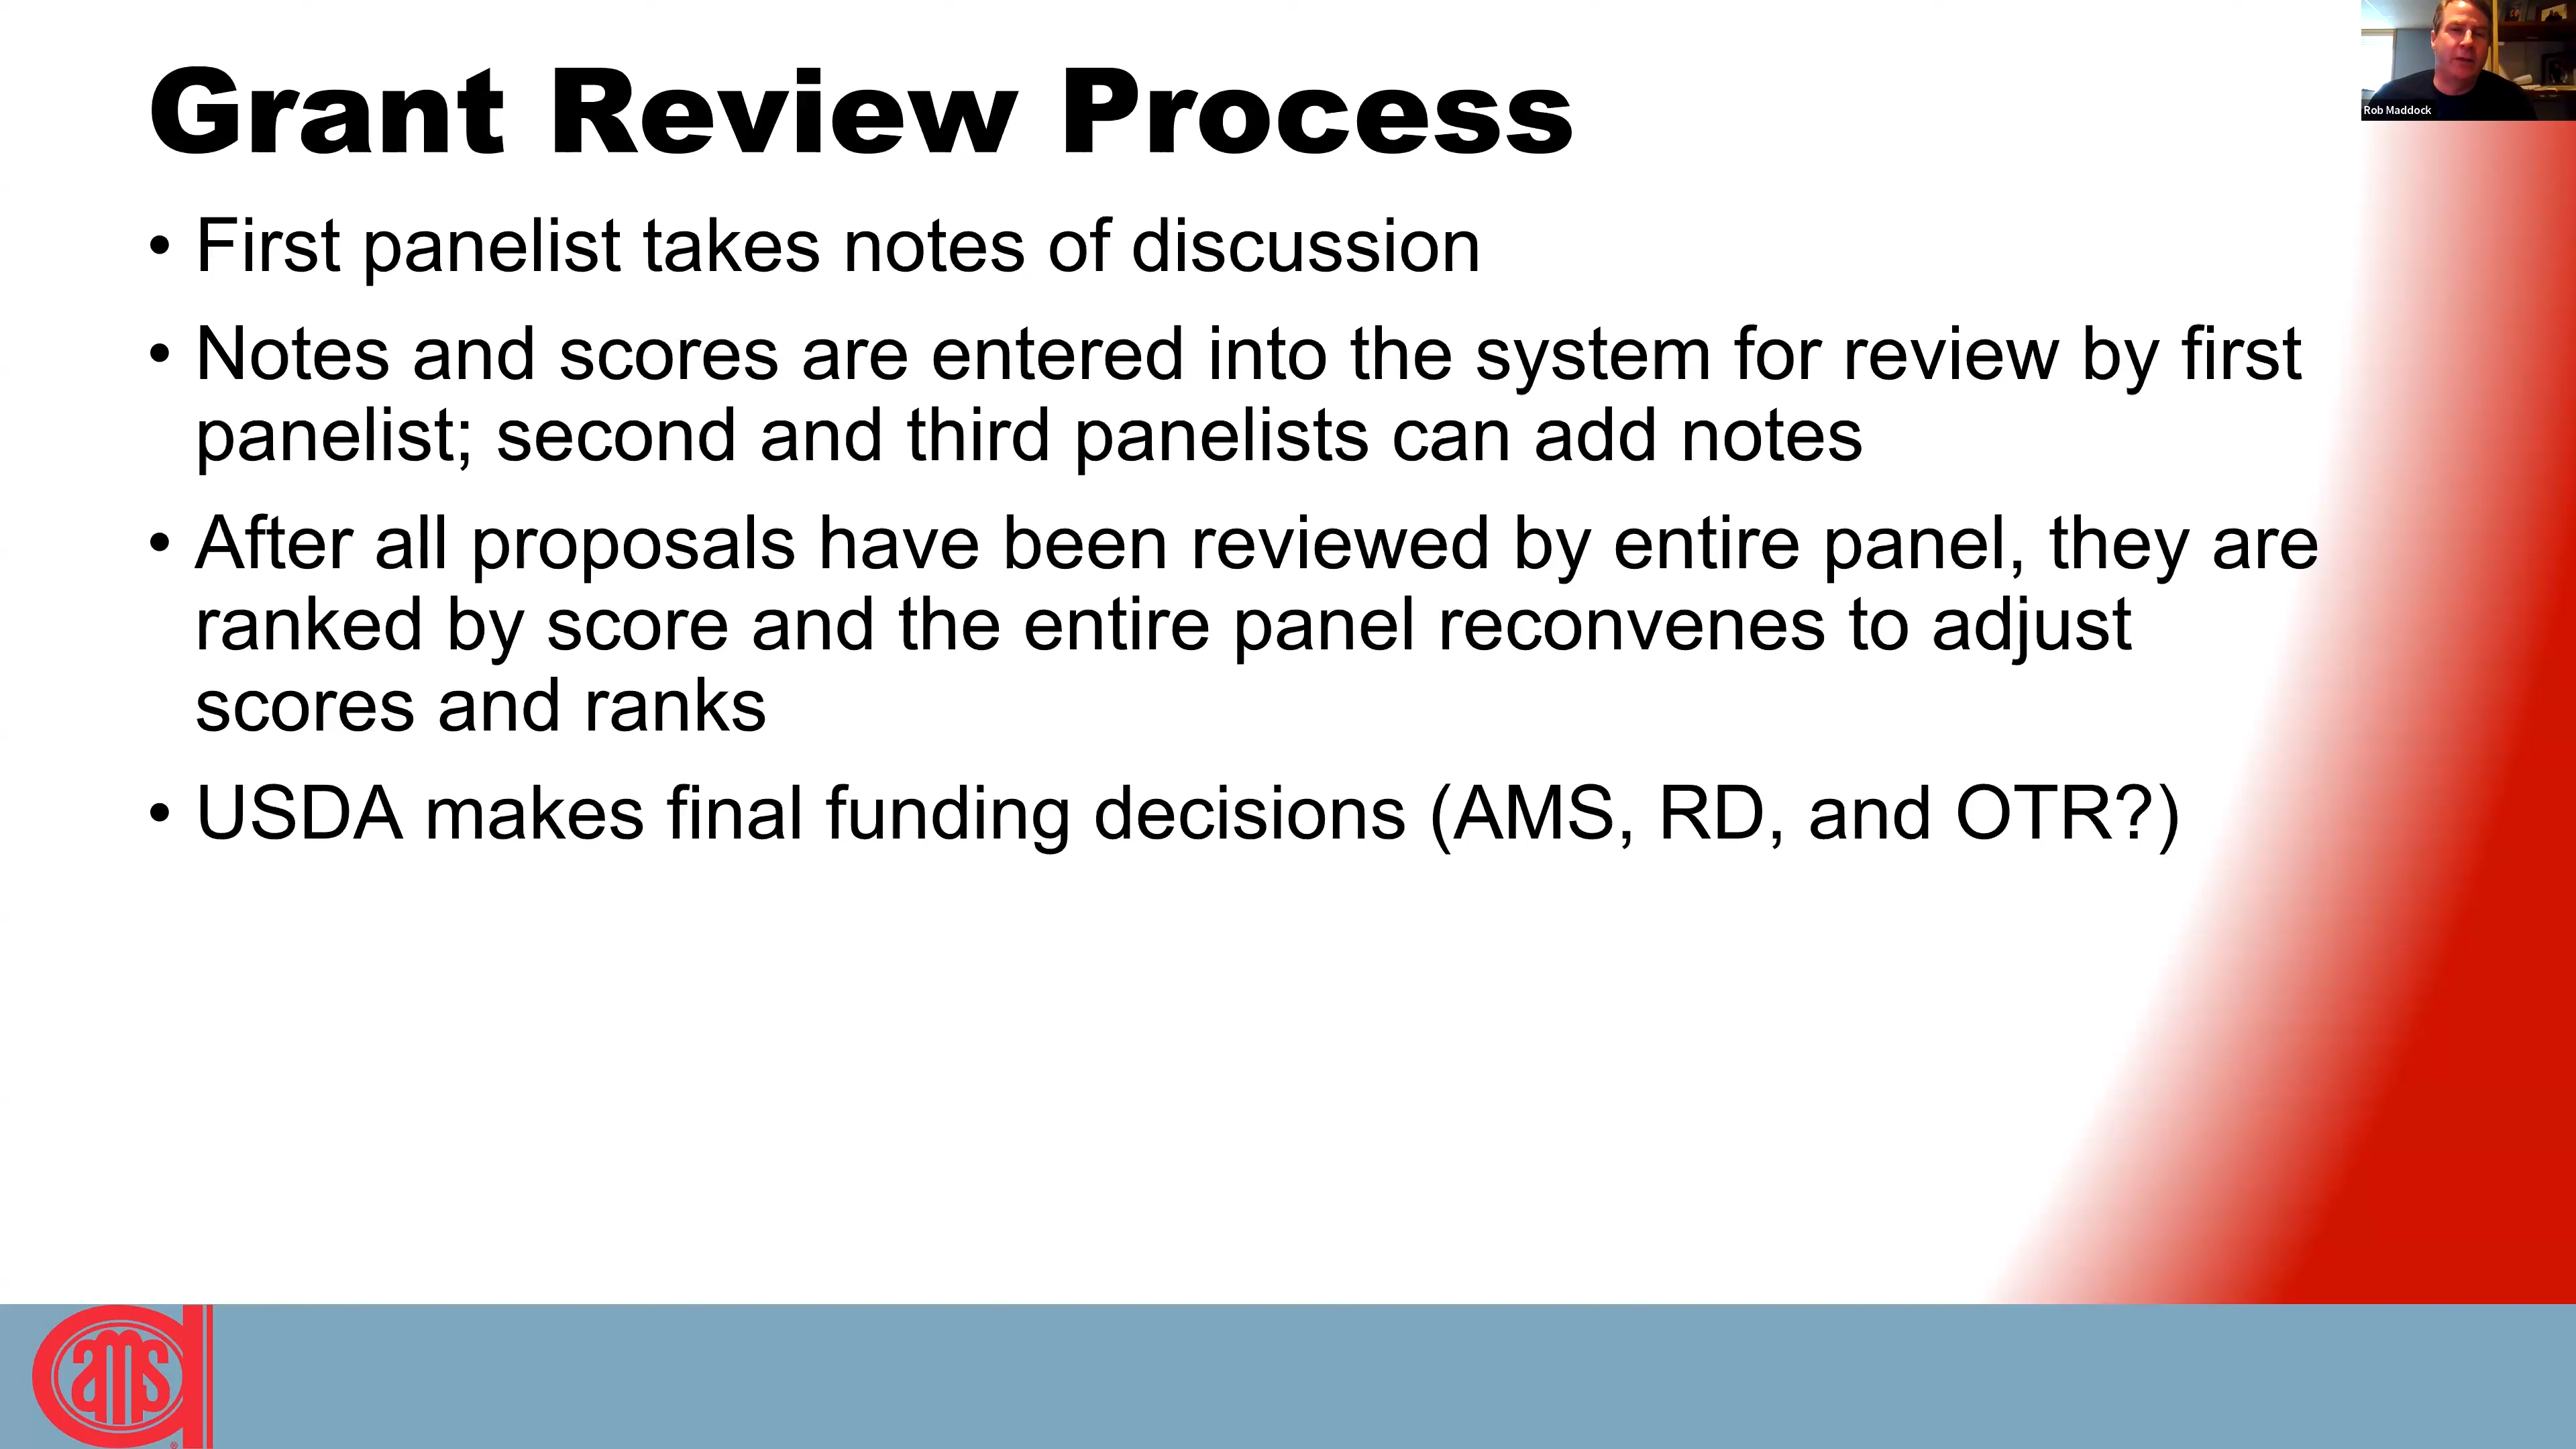 Grant Review Process
Rob Maddock
• First panelist takes notes of discussion
• Notes and scores are entered into the system for review by first
panelist; second and third panelists can add notes
• After all proposals have been reviewed by entire panel, they are
ranked by score and the entire panel reconvenes to adjust
scores and ranks
• USDA makes final funding decisions (AMS, RD, and OTR?)
ams
®